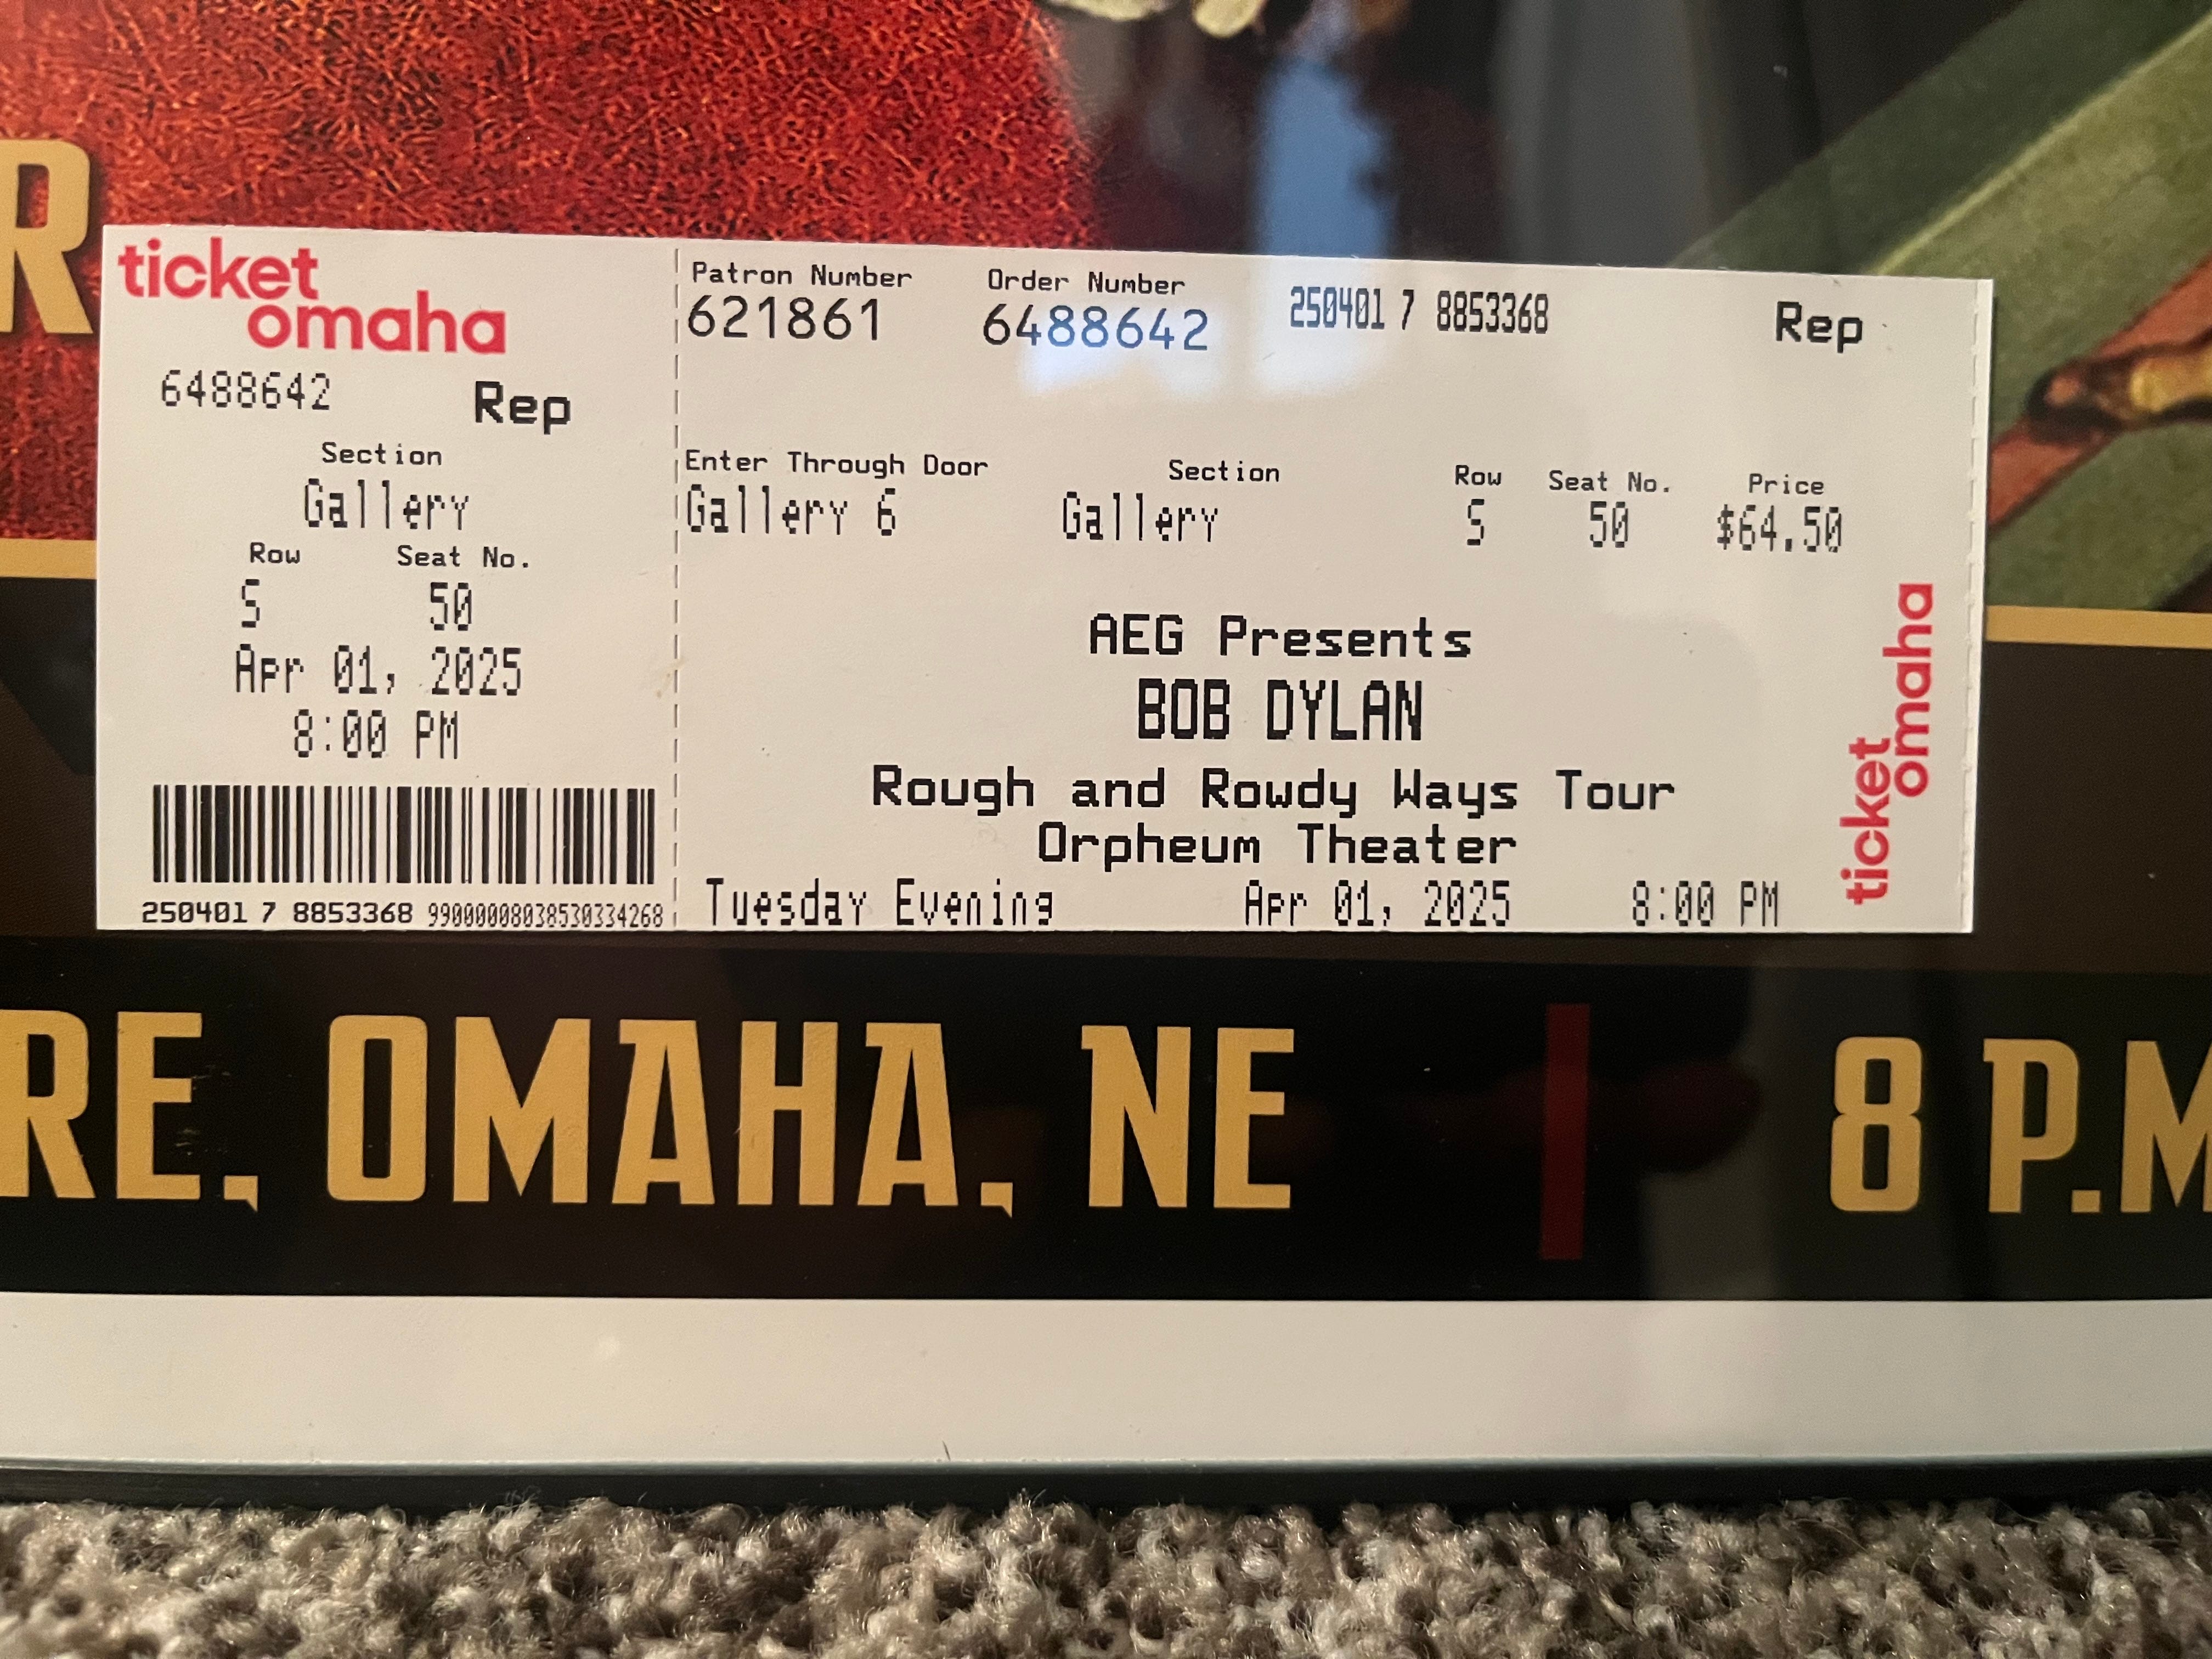 R
ticket
omaha
6488642 Rep
Section
Gallery
Row Seat No.
S 50
Apr 01, 2025
8:00 PM
250401 7 8853368 99000008038530334268
Patron Number Order Number
621861 6488642 250401 7 8853368 Rep
Enter Through Door Section Row Seat No. Price
Gallery 6 Gallery S 50 $64.50
AEG Presents
BOB DYLAN
Rough and Rowdy Ways Tour
Orpheum Theater
Tuesday Evening Apr 01, 2025 8:00 PM
ticket
omaha
RE, OMAHA, NE 8 P.M